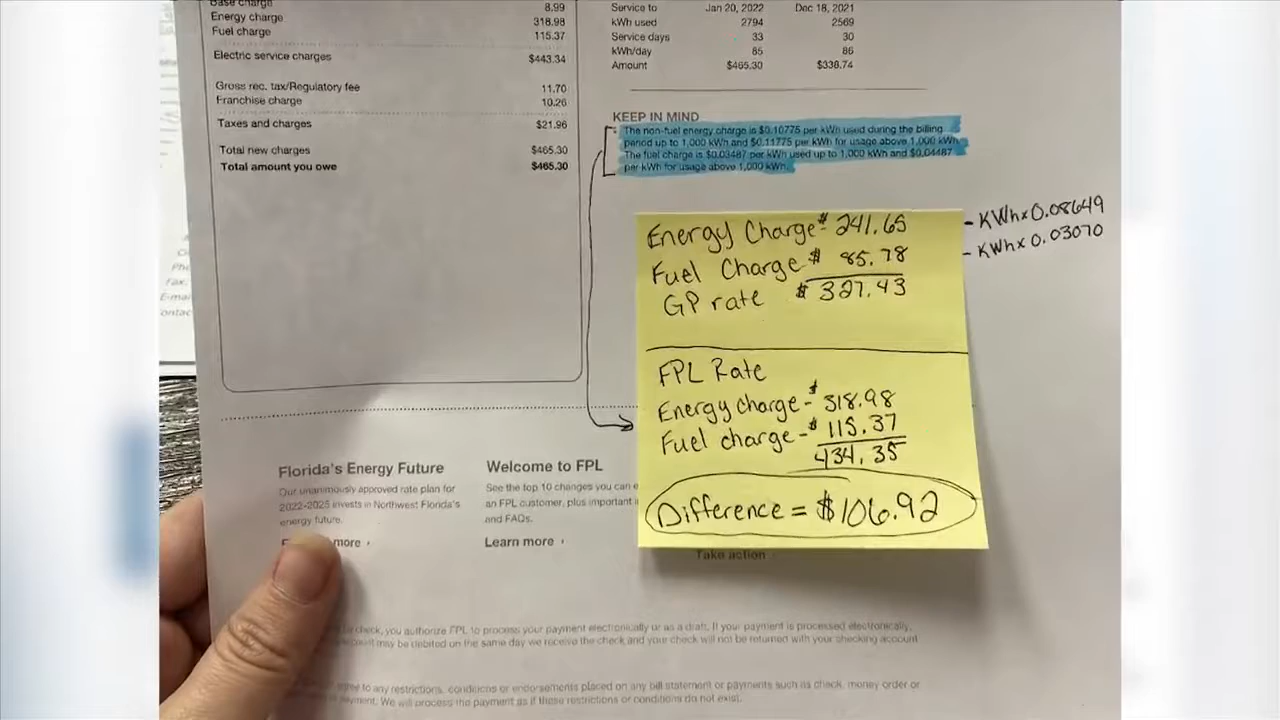 Base charge 8.99
Energy charge 318.98
Fuel charge 115.37
Electric service charges $443.34
Gross rec. tax/Regulatory fee 11.70
Franchise charge 10.26
Taxes and charges $21.96
Total new charges $465.30
Total amount you owe $465.30
Service to Jan 20, 2022 Dec 18, 2021
kWh used 2794 2569
Service days 33 30
kWh/day 85 86
Amount $465.30 $338.74
KEEP IN MIND
The non-fuel energy charge is $0.10775 per kWh used during the billing
period up to 1,000 kWh and $0.11775 per kWh for usage above 1,000 kWh.
The fuel charge is $0.03487 per kWh used up to 1,000 kWh and $0.04487
per kWh for usage above 1,000 kWh.
Energy Charge- $241.65
Fuel Charge- $ 85.78
GP rate $ 327.43
- KWh x 0.08649
- KWh x 0.03070
FPL Rate
Energy charge - $318.98
Fuel charge - $115.37
434.35
Difference = $106.92
Florida's Energy Future
Our unanimously approved rate plan for
2022-2025 invests in Northwest Florida's
energy future.
more ›
Welcome to FPL
See the top 10 changes you can e
an FPL customer, plus important i
and FAQs.
Learn more ›
Take action
check, you authorize FPL to process your payment electronically or as a draft. If your payment is processed electronically,
may be debited on the same day we receive the check and your check will not be returned with your checking account
agree to any restrictions, conditions or endorsements placed on any bill statement or payments such as check, money order or
payment. We will process the payment as if these restrictions or conditions do not exist.
Pho
Fax:
E-mai
ontac